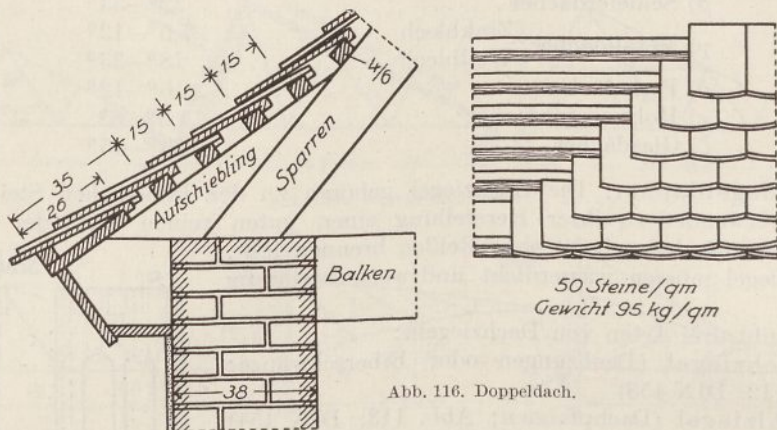 15
15
15
4/6
35
26
Aufschiebling
Sparren
Balken
38
50 Steine/qm
Gewicht 95 kg/qm
Abb. 116. Doppeldach.